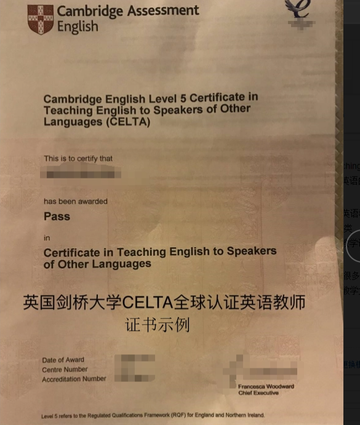 Cambridge Assessment
English
Cambridge English Level 5 Certificate in
Teaching English to Speakers of Other
Languages (CELTA)
This is to certify that
has been awarded
Pass
in
Certificate in Teaching English to Speakers
of Other Languages
英国剑桥大学CELTA全球认证英语教师
证书示例
Date of Award
Centre Number
Accreditation Number
Francesca Woodward
Chief Executive
Level 5 refers to the Regulated Qualifications Framework (RQF) for England and Northern Ireland.